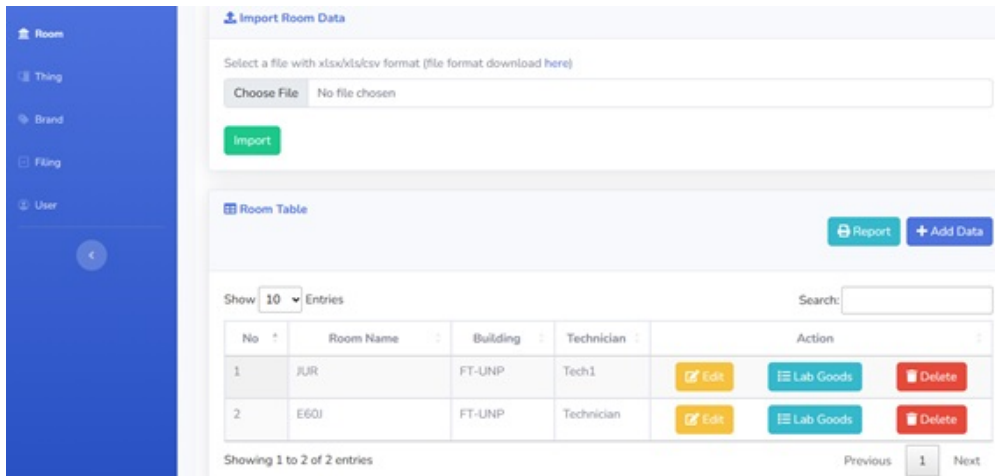 Room
Thing
Brand
Filing
User
Import Room Data
Select a file with xlsx/xls/csv format (file format download here)
Choose File No file chosen
Import
Room Table
Report Add Data
Show 10 Entries Search:
No Room Name Building Technician Action
1 JUR FT-UNP Tech1 Edit Lab Goods Delete
2 E60J FT-UNP Technician Edit Lab Goods Delete
Showing 1 to 2 of 2 entries Previous 1 Next